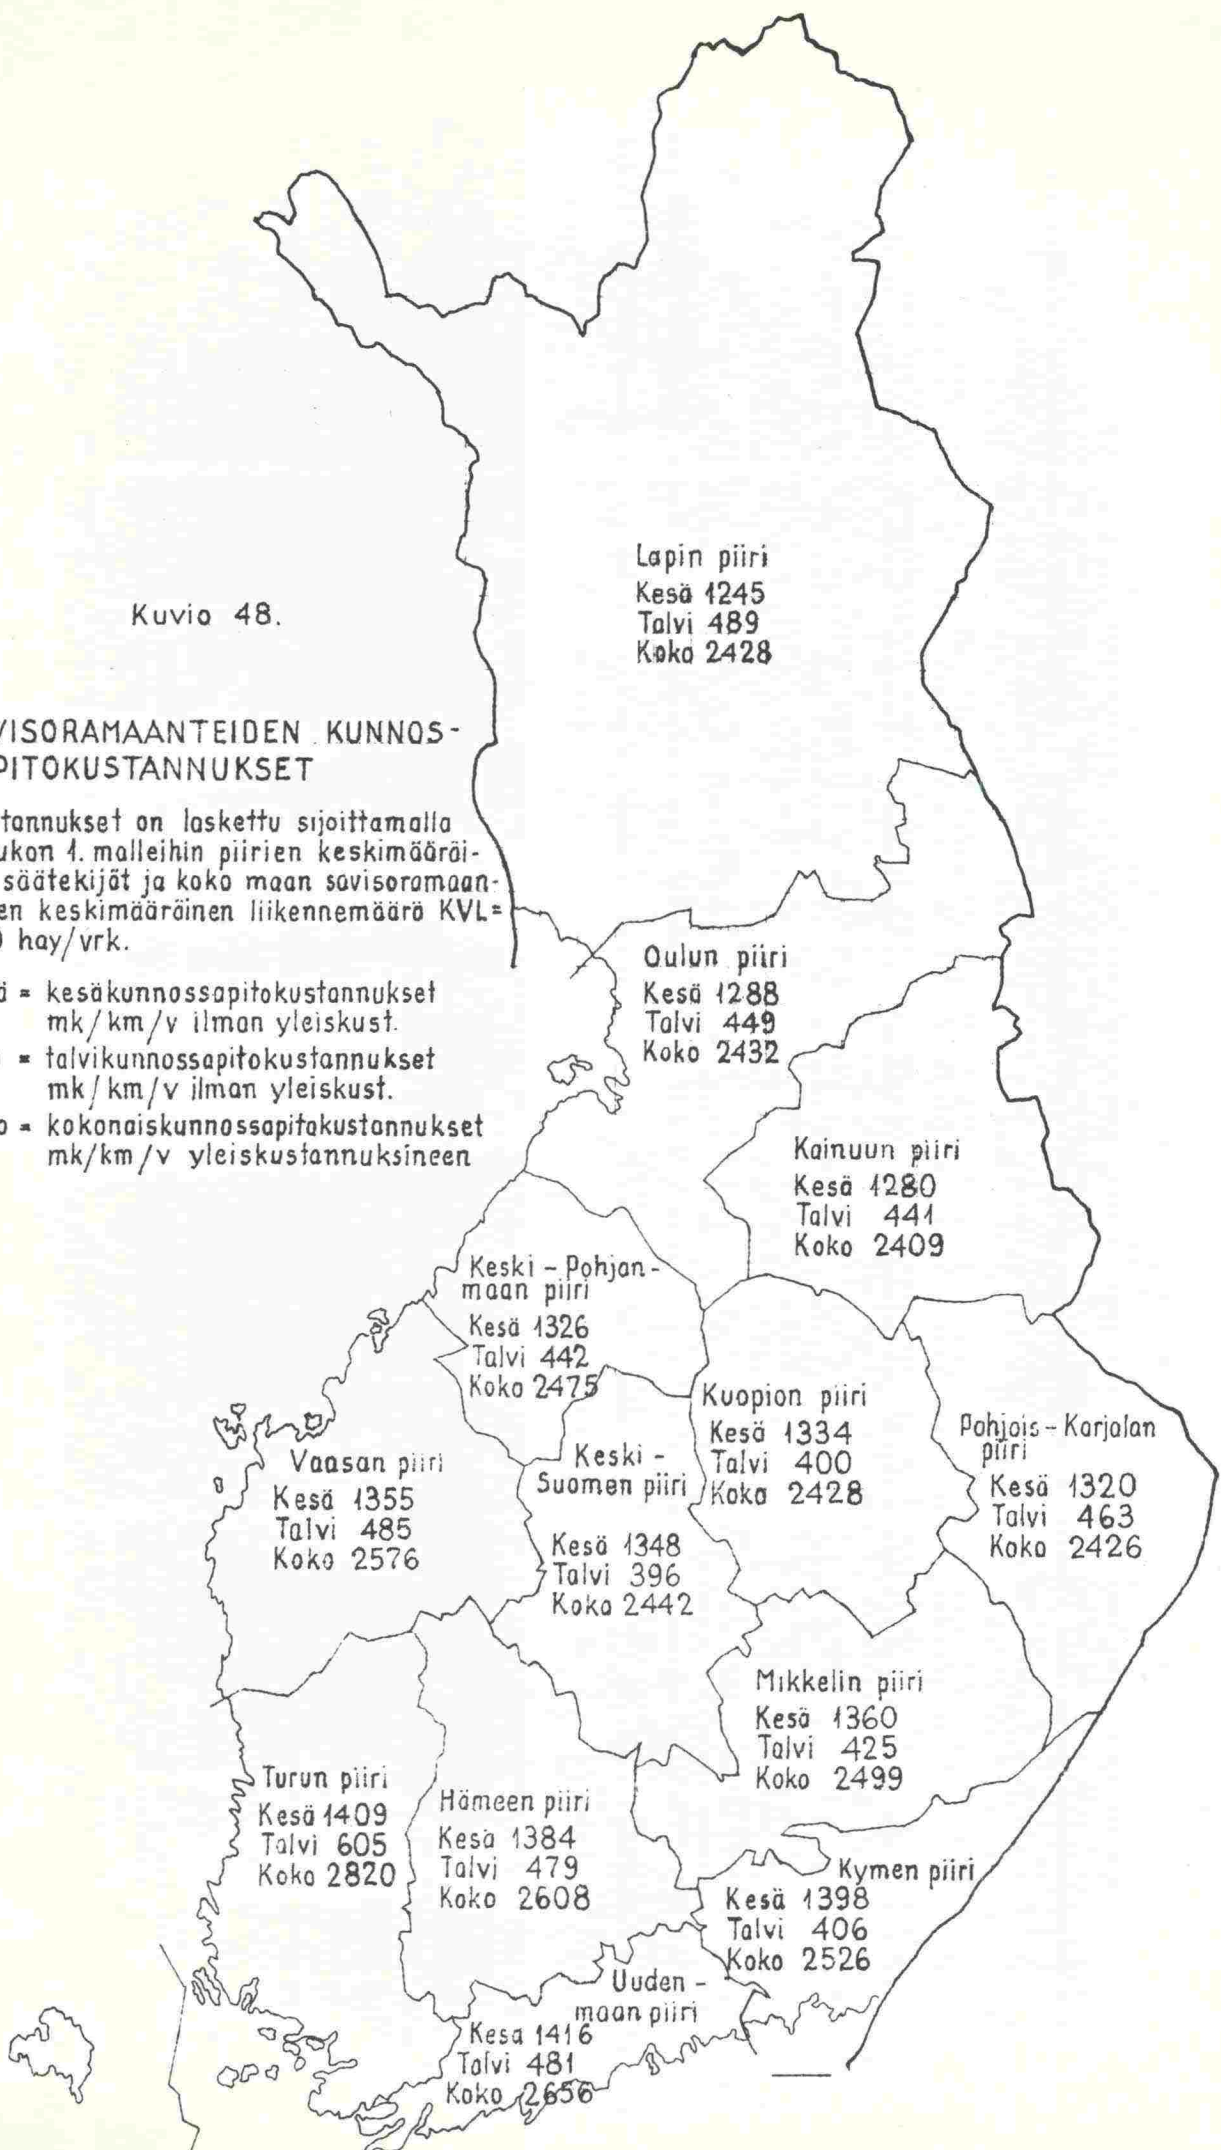 Lapin piiri
Kesä 1245
Talvi 489
Koko 2428
Kuvio 48.
VISORAMAANTEIDEN KUNNOS-
PITOKUSTANNUKSET
tannukset on laskettu sijoittamalla
ukon 1. malleihin piirien keskimääräi-
säätekijät ja koko maan savisoramaan-
en keskimääräinen liikennemäärä KVL=
hay/vrk.
ä = kesäkunnossapitokustannukset
mk/km/v ilman yleiskust.
= talvikunnossapitokustannukset
mk/km/v ilman yleiskust.
o = kokonaiskunnossapitokustannukset
mk/km/v yleiskustannuksineen
Oulun piiri
Kesä 1288
Talvi 449
Koko 2432
Kainuun piiri
Kesä 1280
Talvi 441
Koko 2409
Keski-Pohjan-
maan piiri
Kesä 1326
Talvi 442
Koko 2475
Kuopion piiri
Kesä 1334
Talvi 400
Koko 2428
Pohjois-Karjalan
piiri
Kesä 1320
Talvi 463
Koko 2426
Vaasan piiri
Kesä 1355
Talvi 485
Koko 2576
Keski-
Suomen piiri
Kesä 1348
Talvi 396
Koko 2442
Mikkelin piiri
Kesä 1360
Talvi 425
Koko 2499
Turun piiri
Kesä 1409
Talvi 605
Koko 2820
Hämeen piiri
Kesä 1384
Talvi 479
Koko 2608
Kymen piiri
Kesä 1398
Talvi 406
Koko 2526
Uuden-
maan piiri
Kesä 1416
Talvi 481
Koko 2656